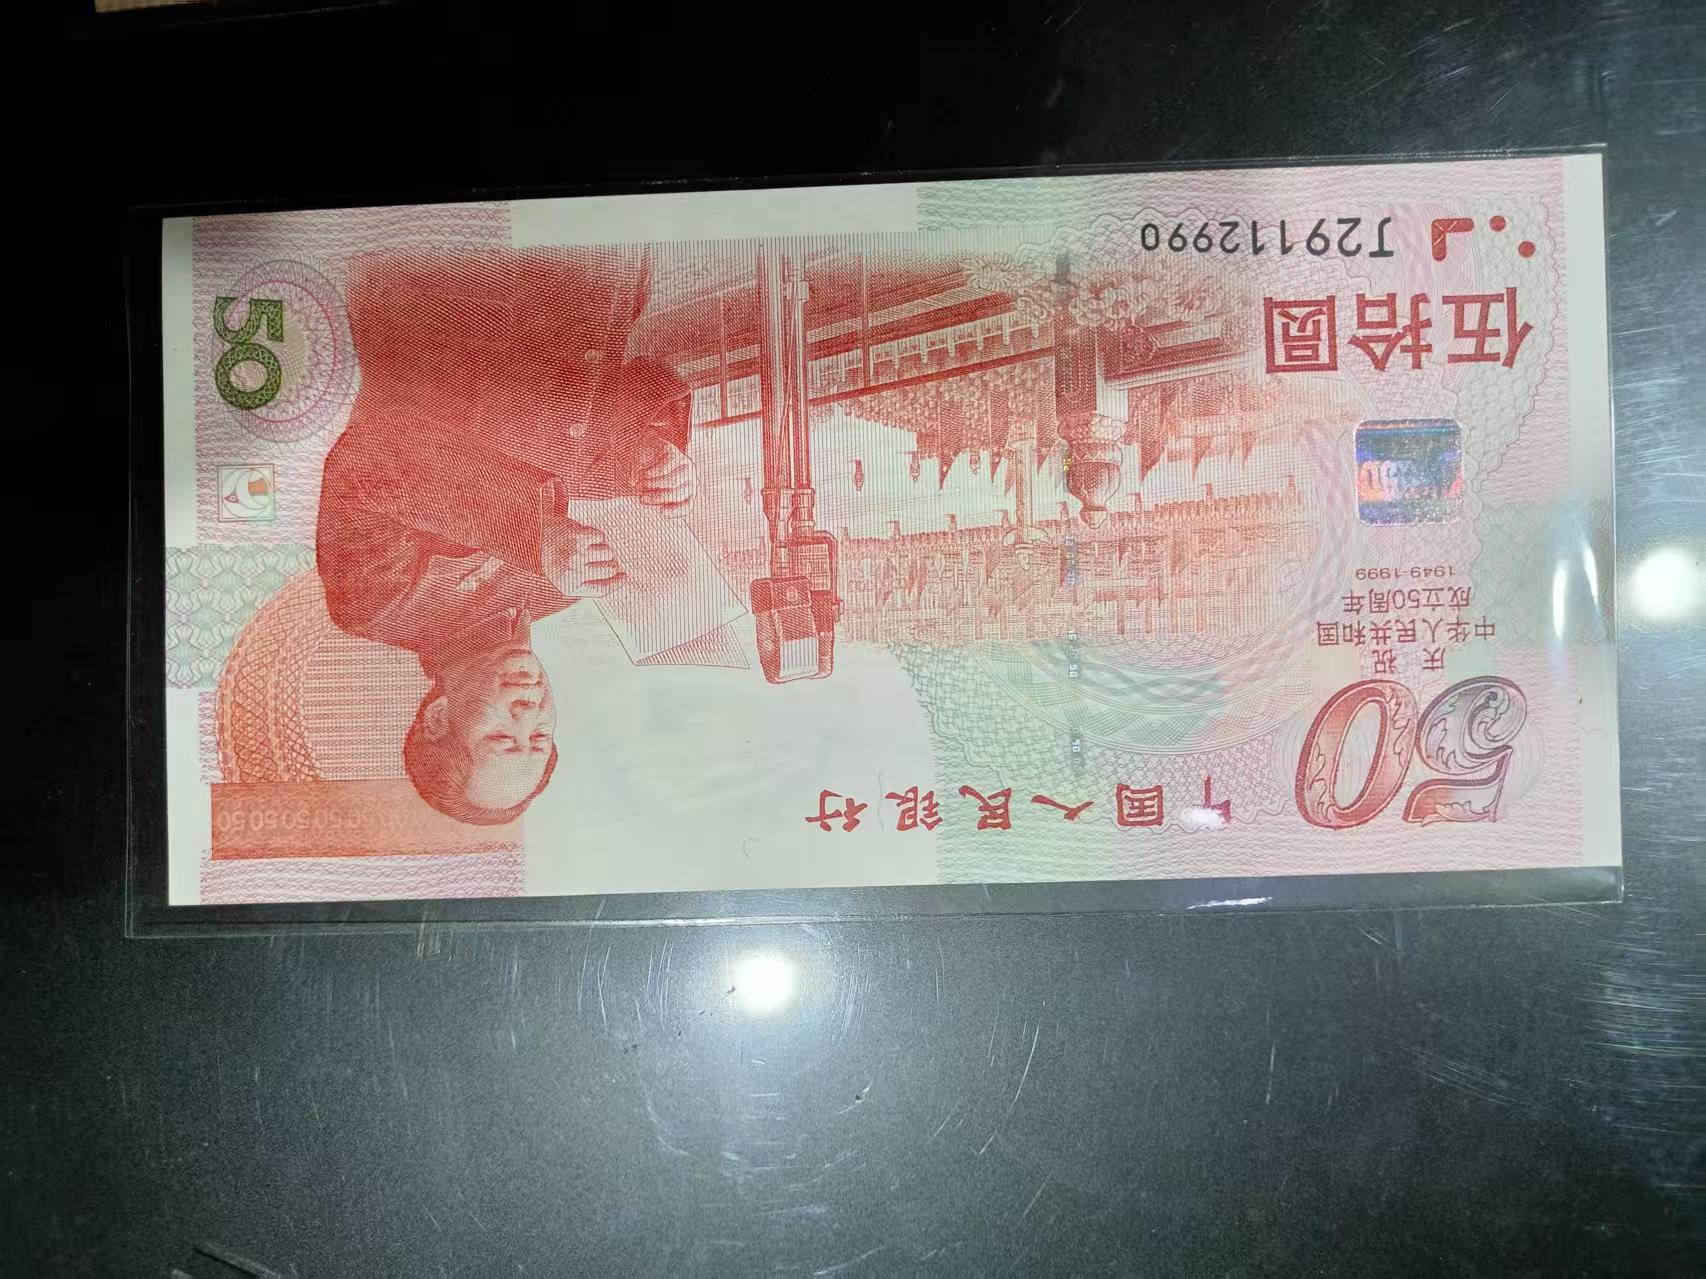 中国人民银行
50
庆祝
中华人民共和国
成立50周年
1949-1999
伍拾圆
J29112990
50